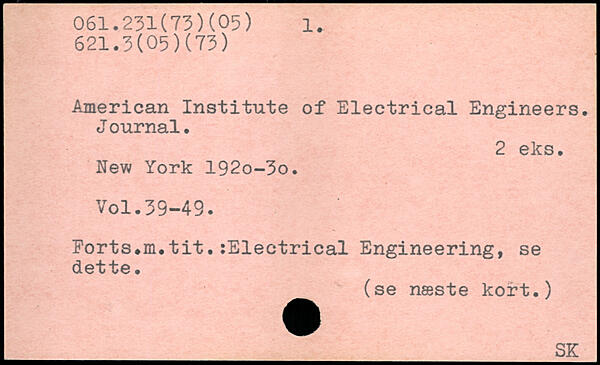 061.231(73)(05) 1.
621.3(05)(73)
American Institute of Electrical Engineers.
Journal.
2 eks.
New York 192o-3o.
Vol.39-49.
Forts.m.tit.:Electrical Engineering, se
dette.
(se næste kort.)
SK